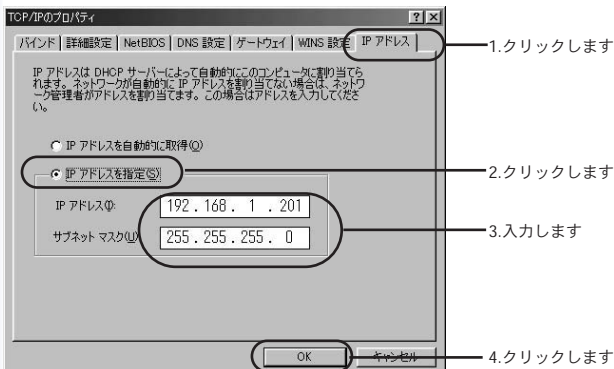 TCP/IPのプロパティ
バインド 詳細設定 NetBIOS DNS 設定 ゲートウェイ WINS 設定 IP アドレス
1.クリックします
IP アドレスは DHCP サーバーによって自動的にこのコンピュータに割り当てら
れます。ネットワークが自動的に IP アドレスを割り当てない場合は、ネットワ
ーク管理者がアドレスを割り当てます。この場合はアドレスを入力してくださ
い。
IP アドレスを自動的に取得(O)
IP アドレスを指定(S)
2.クリックします
IP アドレス(I): 192.168. 1 .201
サブネット マスク(U): 255.255.255. 0
3.入力します
OK キャンセル
4.クリックします